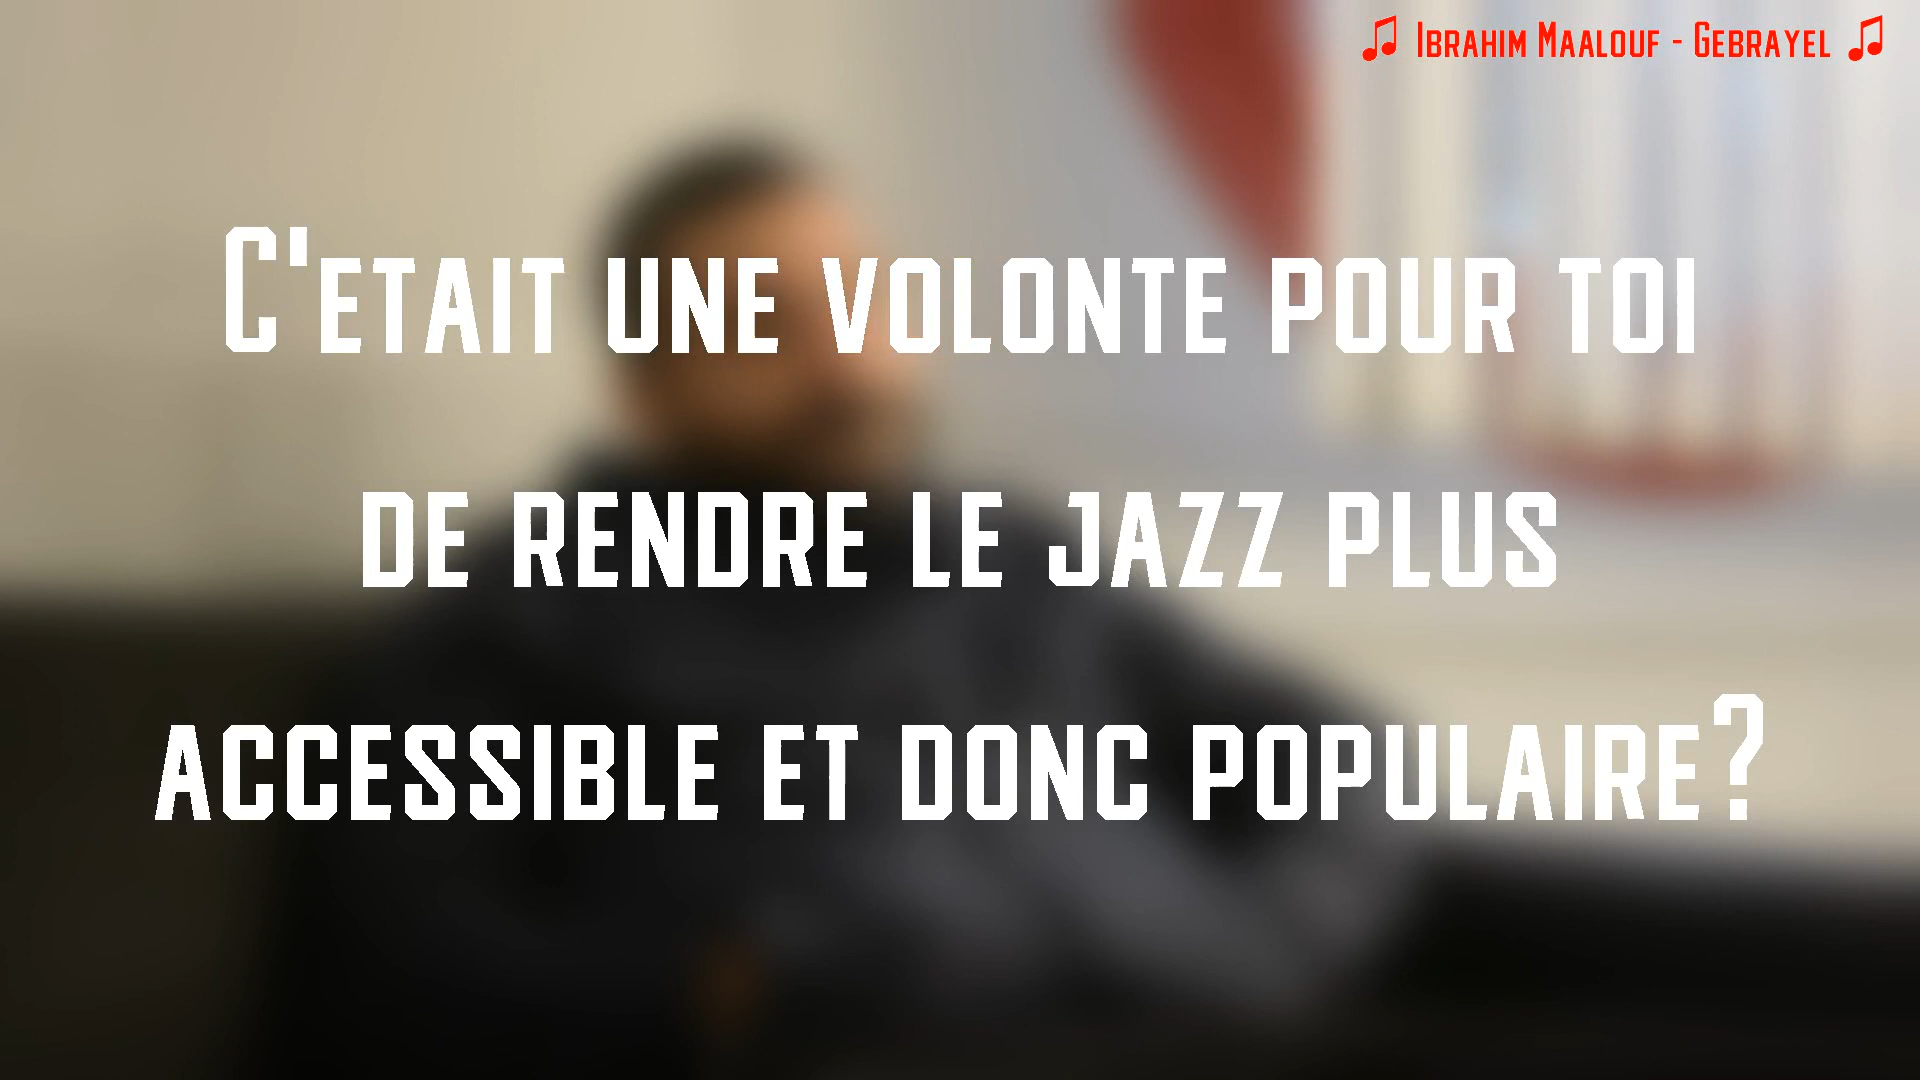 ♫ Ibrahim Maalouf - Gebrayel ♫
C'etait une volonte pour toi
de rendre le jazz plus
accessible et donc populaire?